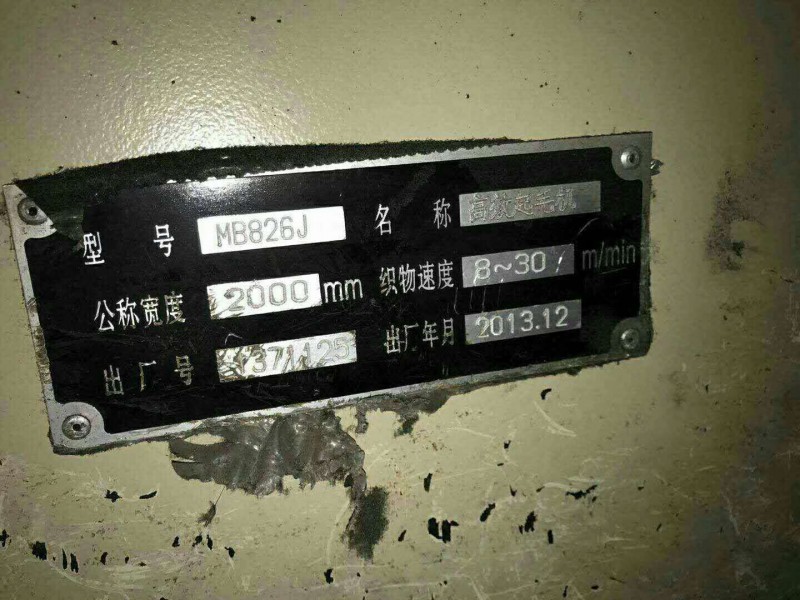 型 号 MB826J 名 称 高效起毛机
公称宽度 2000 mm 织物速度 8~30 m/min
出厂号 出厂年月 2013.12